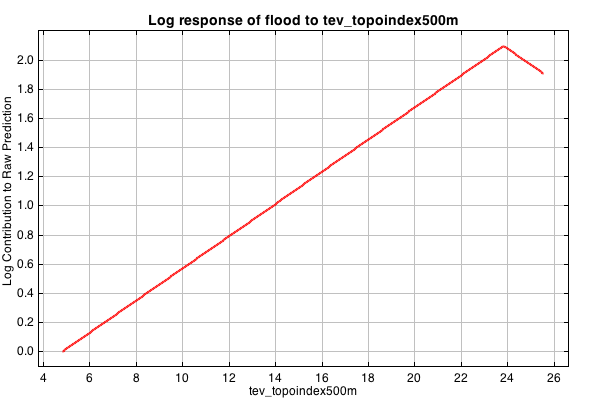 Log response of flood to tev_topoindex500m
Log Contribution to Raw Prediction
2.0
1.8
1.6
1.4
1.2
1.0
0.8
0.6
0.4
0.2
0.0
4 6 8 10 12 14 16 18 20 22 24 26
tev_topoindex500m